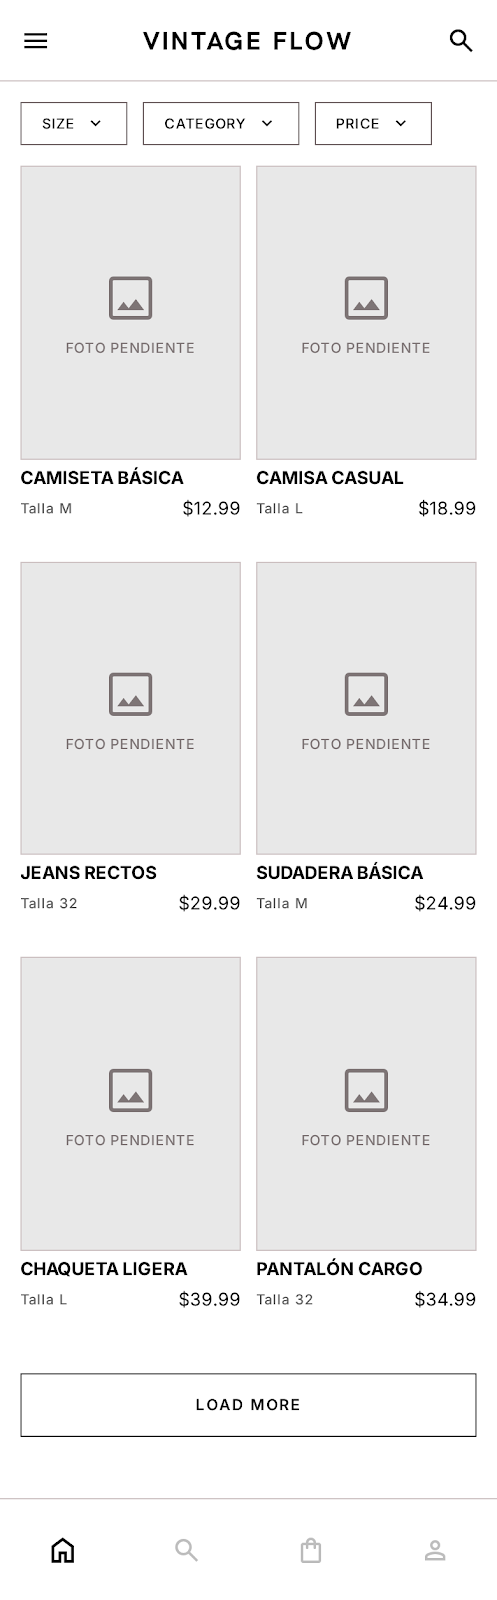 VINTAGE FLOW
SIZE
CATEGORY
PRICE
FOTO PENDIENTE
CAMISETA BÁSICA
Talla M
$12.99
FOTO PENDIENTE
CAMISA CASUAL
Talla L
$18.99
FOTO PENDIENTE
JEANS RECTOS
Talla 32
$29.99
FOTO PENDIENTE
SUDADERA BÁSICA
Talla M
$24.99
FOTO PENDIENTE
CHAQUETA LIGERA
Talla L
$39.99
FOTO PENDIENTE
PANTALÓN CARGO
Talla 32
$34.99
LOAD MORE